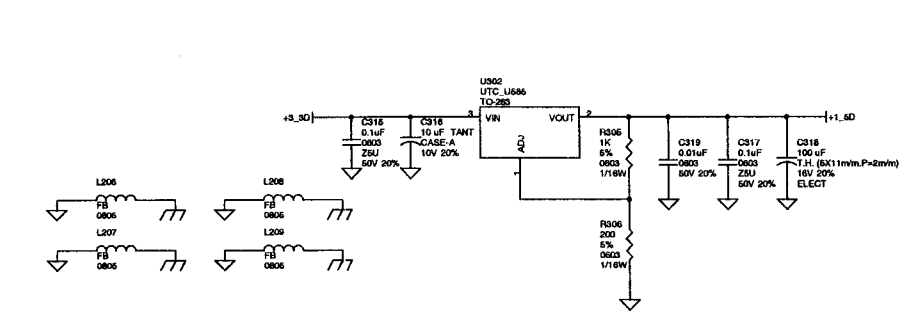 U302
UTC_U585
TO-263
+3_3D
3
VIN
VOUT
2
+1_5D
ADJ
1
C315
0.1uF
0603
Z5U
50V 20%
C316
10 uF TANT
CASE-A
10V 20%
R305
1K
5%
0603
1/16W
C319
0.01uF
0603
50V 20%
C317
0.1uF
0603
Z5U
50V 20%
C318
100 uF
T.H. (5X11m/m.P=2m/m)
16V 20%
ELECT
L206
FB
0805
L208
FB
0805
L207
FB
0805
L209
FB
0805
R306
200
5%
0603
1/16W